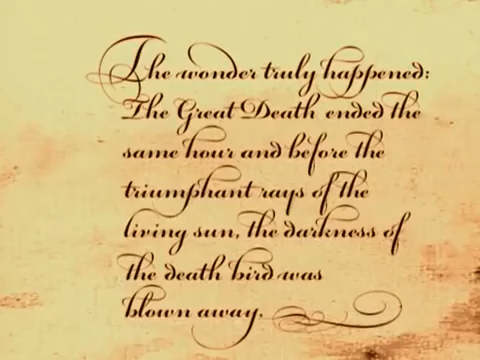 The wonder truly happened:
The Great Death ended the
same hour and before the
triumphant rays of the
living sun, the darkness of
the death bird was
blown away.